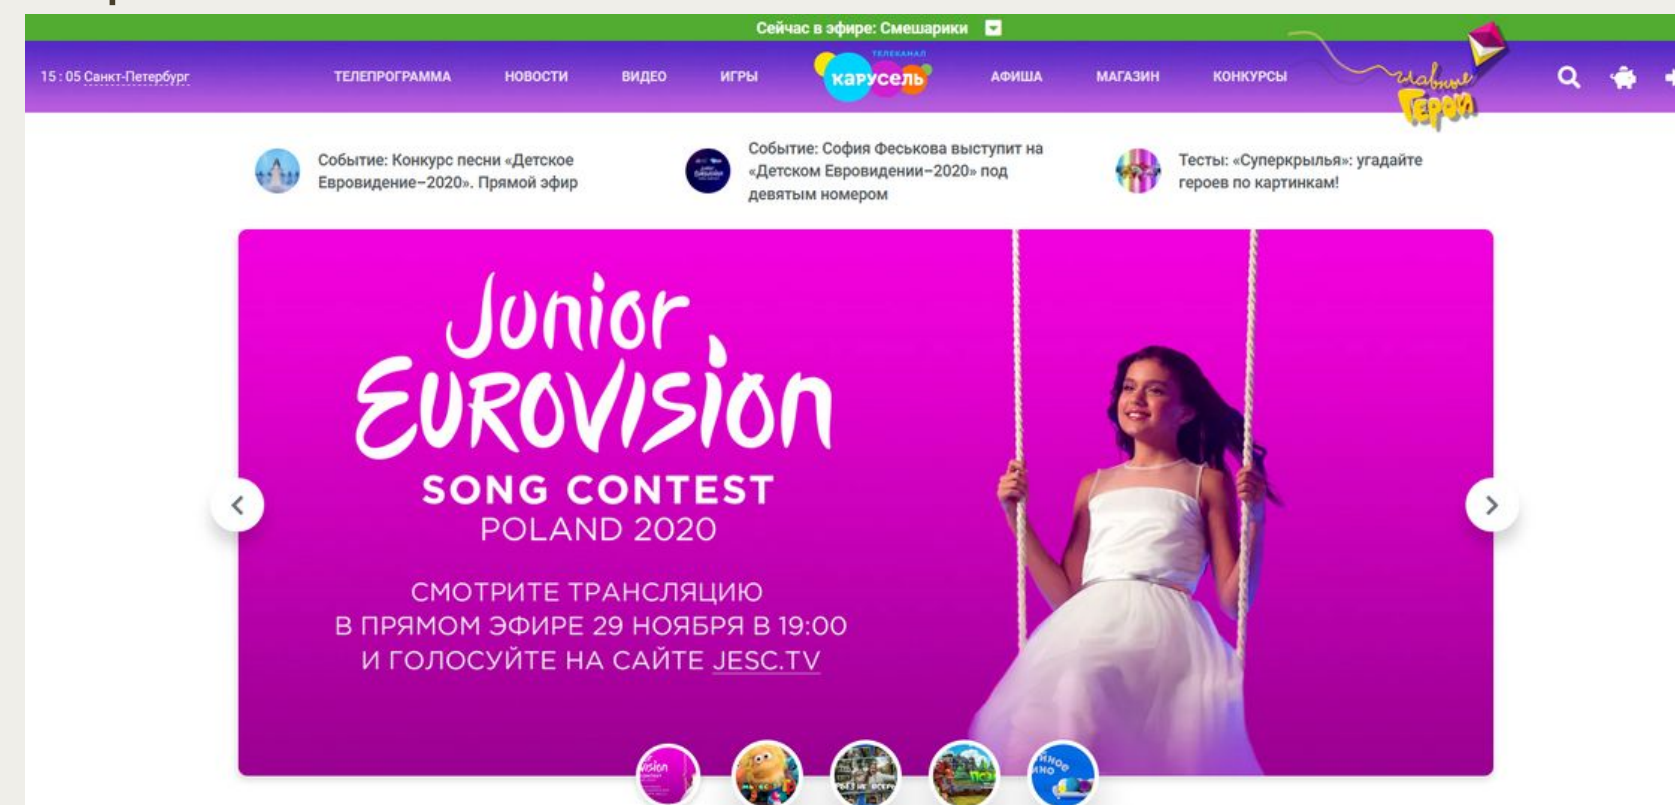 Сейчас в эфире: Смешарики
15 : 05 Санкт-Петербург
ТЕЛЕПРОГРАММА
НОВОСТИ
ВИДЕО
ИГРЫ
ТЕЛЕКАНАЛ
карусель
АФИША
МАГАЗИН
КОНКУРСЫ
главные
Герои
Событие: Конкурс песни «Детское
Евровидение–2020». Прямой эфир
Событие: София Феськова выступит на
«Детском Евровидении–2020» под
девятым номером
Тесты: «Суперкрылья»: угадайте
героев по картинкам!
Junior
Eurovision
SONG CONTEST
POLAND 2020
СМОТРИТЕ ТРАНСЛЯЦИЮ
В ПРЯМОМ ЭФИРЕ 29 НОЯБРЯ В 19:00
И ГОЛОСУЙТЕ НА САЙТЕ JESC.TV